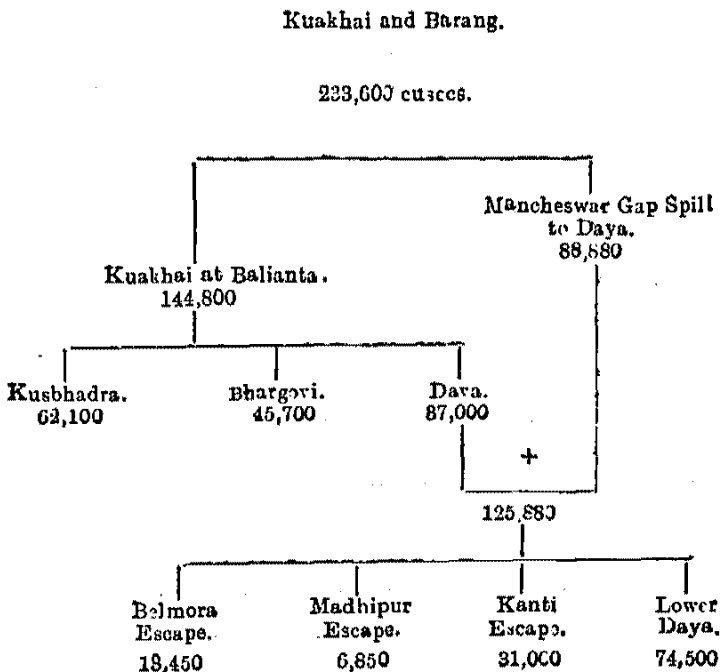 Kuakhai and Barang.
233,600 cusecs.
Mancheswar Gap Spill
to Daya.
88,880
Kuakhai at Balianta.
144,800
Kusbhadra.
62,100
Bhargovi.
45,700
Daya.
37,000
+
125,880
Belmora
Escape.
13,450
Madhipur
Escape.
6,850
Kanti
Escape.
31,000
Lower
Daya.
74,500